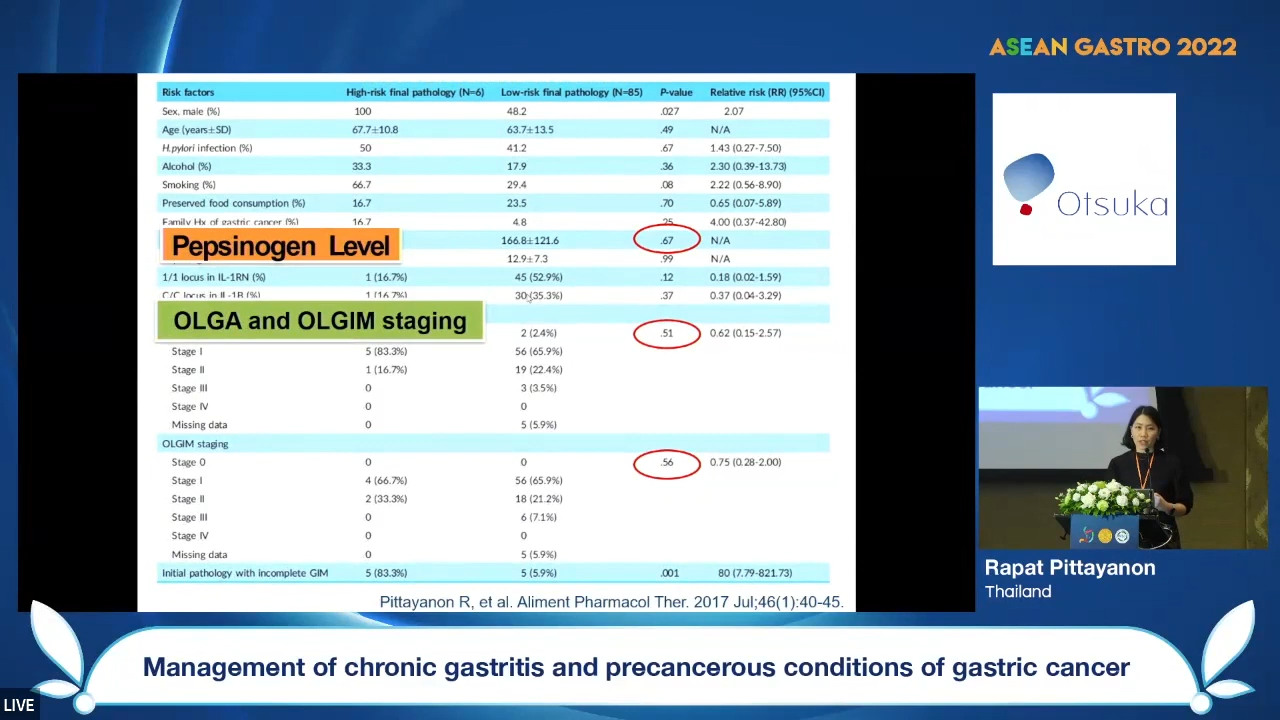 ASEAN GASTRO 2022
Otsuka
Risk factors High-risk final pathology (N=6) Low-risk final pathology (N=85) P-value Relative risk (RR) (95%CI)
Sex, male (%) 100 48.2 .027 2.07
Age (years±SD) 67.7±10.8 63.7±13.5 .49 N/A
H.pylori infection (%) 50 41.2 .67 1.43 (0.27-7.50)
Alcohol (%) 33.3 17.9 .36 2.30 (0.39-13.73)
Smoking (%) 66.7 29.4 .08 2.22 (0.56-8.90)
Preserved food consumption (%) 16.7 23.5 .70 0.65 (0.07-5.89)
Family Hx of gastric cancer (%) 16.7 4.8 .25 4.00 (0.37-42.80)
Pepsinogen Level 166.8±121.6 .67 N/A
12.9±7.3 .99 N/A
1/1 locus in IL-1RN (%) 1 (16.7%) 45 (52.9%) .12 0.18 (0.02-1.59)
C/C locus in IL-1B (%) 1 (16.7%) 30 (35.3%) .37 0.37 (0.04-3.29)
OLGA and OLGIM staging
2 (2.4%) .51 0.62 (0.15-2.57)
Stage I 5 (83.3%) 56 (65.9%)
Stage II 1 (16.7%) 19 (22.4%)
Stage III 0 3 (3.5%)
Stage IV 0 0
Missing data 0 5 (5.9%)
OLGIM staging
Stage 0 0 0 .56 0.75 (0.28-2.00)
Stage I 4 (66.7%) 56 (65.9%)
Stage II 2 (33.3%) 18 (21.2%)
Stage III 0 6 (7.1%)
Stage IV 0 0
Missing data 0 5 (5.9%)
Initial pathology with incomplete GIM 5 (83.3%) 5 (5.9%) .001 80 (7.79-821.73)
Pittayanon R, et al. Aliment Pharmacol Ther. 2017 Jul;46(1):40-45.
Rapat Pittayanon
Thailand
Management of chronic gastritis and precancerous conditions of gastric cancer
LIVE